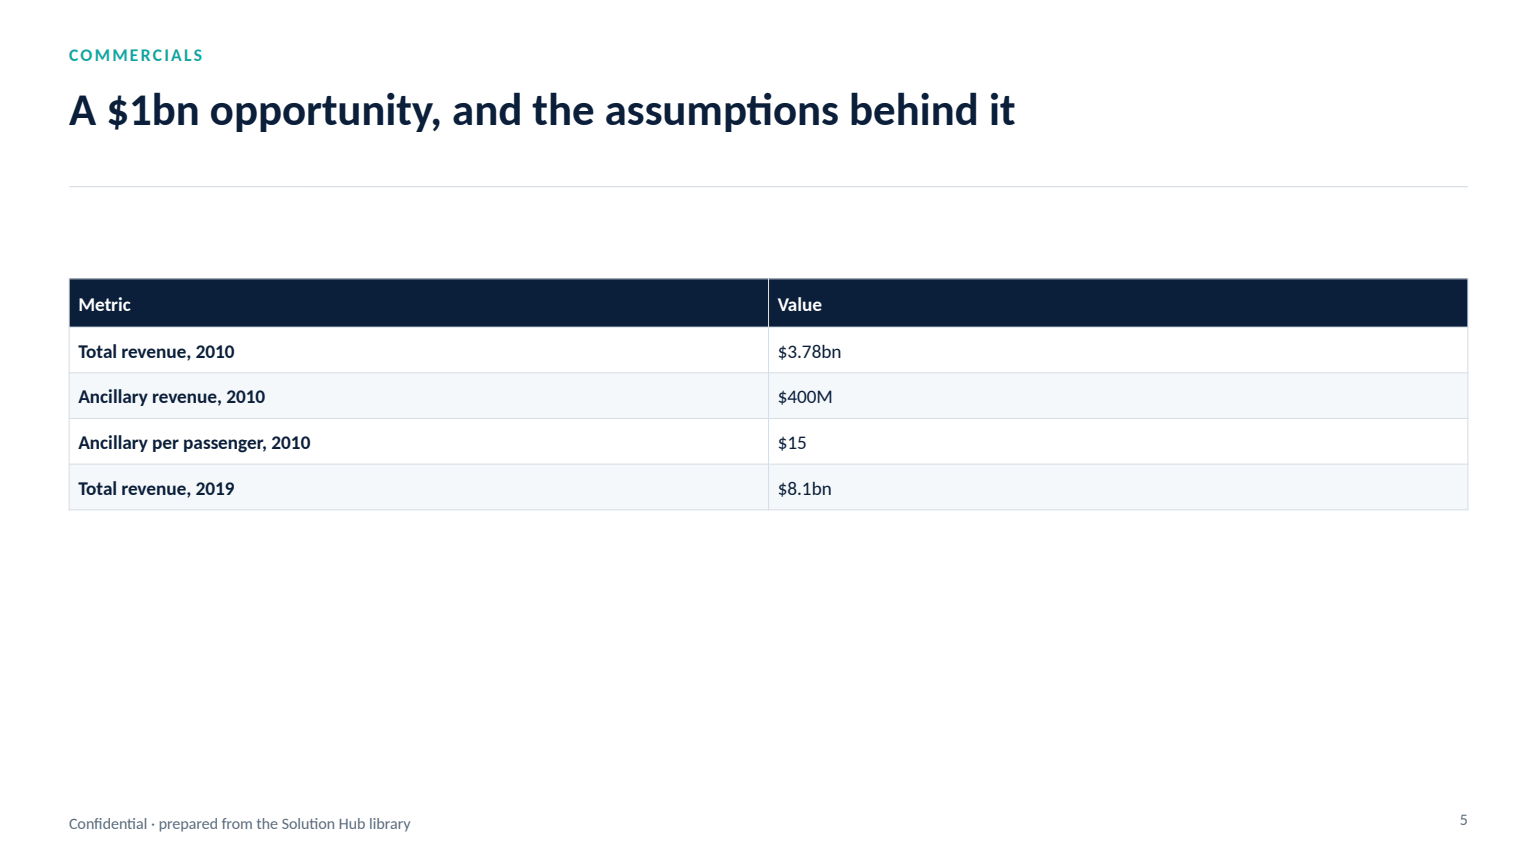 COMMERCIALS
A $1bn opportunity, and the assumptions behind it
Metric Value
Total revenue, 2010 $3.78bn
Ancillary revenue, 2010 $400M
Ancillary per passenger, 2010 $15
Total revenue, 2019 $8.1bn
Confidential · prepared from the Solution Hub library 5